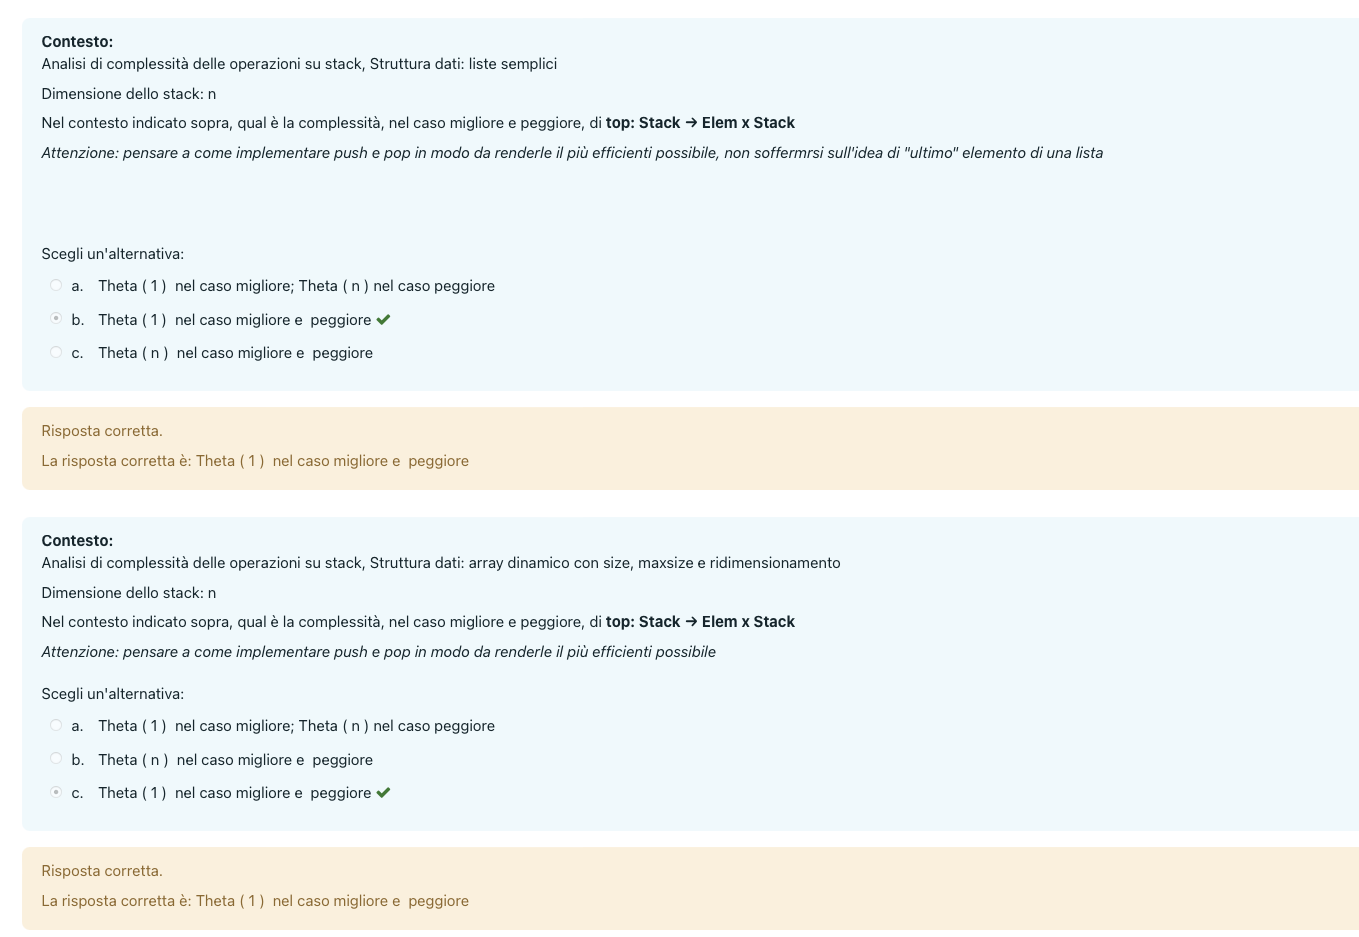 Contesto:
Analisi di complessità delle operazioni su stack, Struttura dati: liste semplici
Dimensione dello stack: n
Nel contesto indicato sopra, qual è la complessità, nel caso migliore e peggiore, di top: Stack → Elem x Stack
Attenzione: pensare a come implementare push e pop in modo da renderle il più efficienti possibile, non soffermrsi sull'idea di "ultimo" elemento di una lista
Scegli un'alternativa:
a. Theta ( 1 ) nel caso migliore; Theta ( n ) nel caso peggiore
b. Theta ( 1 ) nel caso migliore e peggiore
c. Theta ( n ) nel caso migliore e peggiore
Risposta corretta.
La risposta corretta è: Theta ( 1 ) nel caso migliore e peggiore
Contesto:
Analisi di complessità delle operazioni su stack, Struttura dati: array dinamico con size, maxsize e ridimensionamento
Dimensione dello stack: n
Nel contesto indicato sopra, qual è la complessità, nel caso migliore e peggiore, di top: Stack → Elem x Stack
Attenzione: pensare a come implementare push e pop in modo da renderle il più efficienti possibile
Scegli un'alternativa:
a. Theta ( 1 ) nel caso migliore; Theta ( n ) nel caso peggiore
b. Theta ( n ) nel caso migliore e peggiore
c. Theta ( 1 ) nel caso migliore e peggiore
Risposta corretta.
La risposta corretta è: Theta ( 1 ) nel caso migliore e peggiore